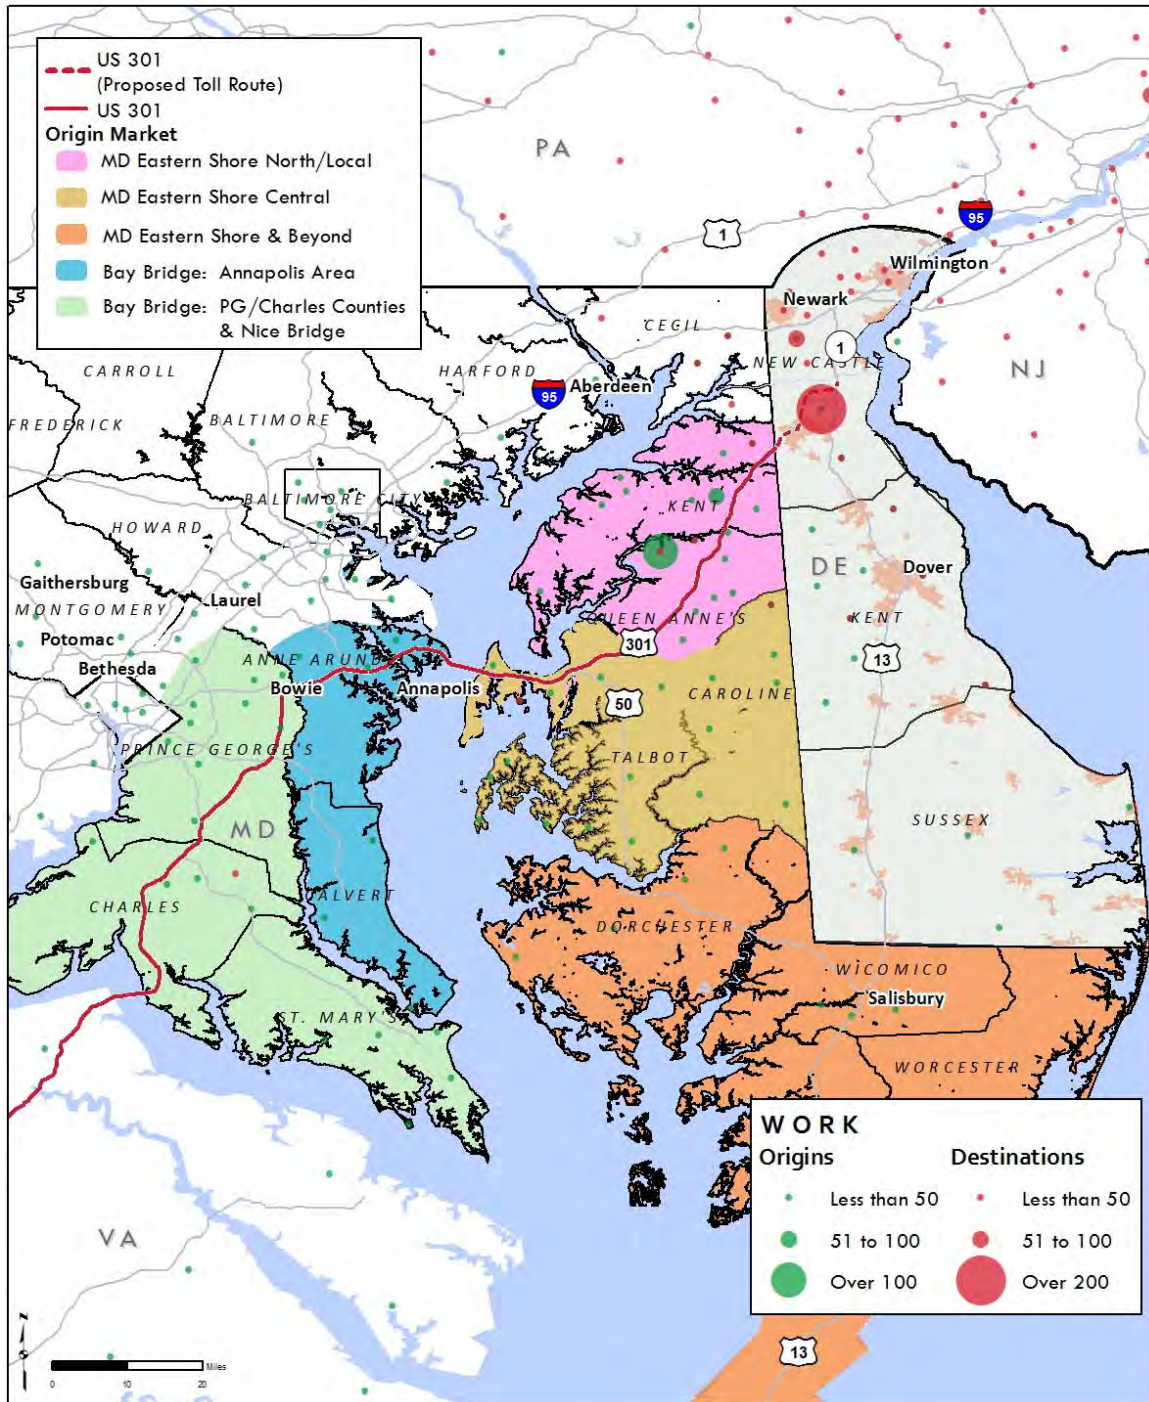 US 301
(Proposed Toll Route)
US 301
Origin Market
MD Eastern Shore North/Local
MD Eastern Shore Central
MD Eastern Shore & Beyond
Bay Bridge: Annapolis Area
Bay Bridge: PG/Charles Counties
& Nice Bridge
PA
1
95
Wilmington
Newark
CECIL
1
NEW CASTLE
NJ
CARROLL
HARFORD
95
Aberdeen
FREDERICK
BALTIMORE
BALTIMORE CITY
KENT
HOWARD
DE
Dover
Gaithersburg
Laurel
MONTGOMERY
QUEEN ANNE'S
KENT
Potomac
301
13
Bethesda
ANNE ARUNDEL
Bowie
Annapolis
CAROLINE
50
PRINCE GEORGE'S
TALBOT
MD
SUSSEX
CALVERT
CHARLES
DORCHESTER
WICOMICO
Salisbury
ST. MARY'S
WORCESTER
VA
WORK
Origins
Destinations
Less than 50
Less than 50
51 to 100
51 to 100
Over 100
Over 200
13
N
Miles
0 10 20